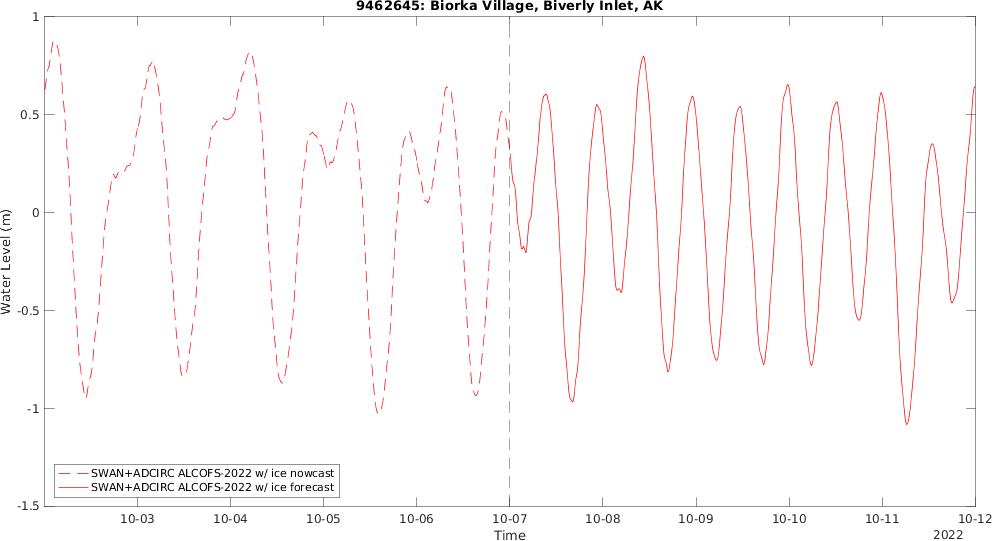 9462645: Biorka Village, Biverly Inlet, AK
Water Level (m)
1
0.5
0
-0.5
-1
-1.5
SWAN+ADCIRC ALCOFS-2022 w/ ice nowcast
SWAN+ADCIRC ALCOFS-2022 w/ ice forecast
10-03 10-04 10-05 10-06 10-07 10-08 10-09 10-10 10-11 10-12
Time
2022